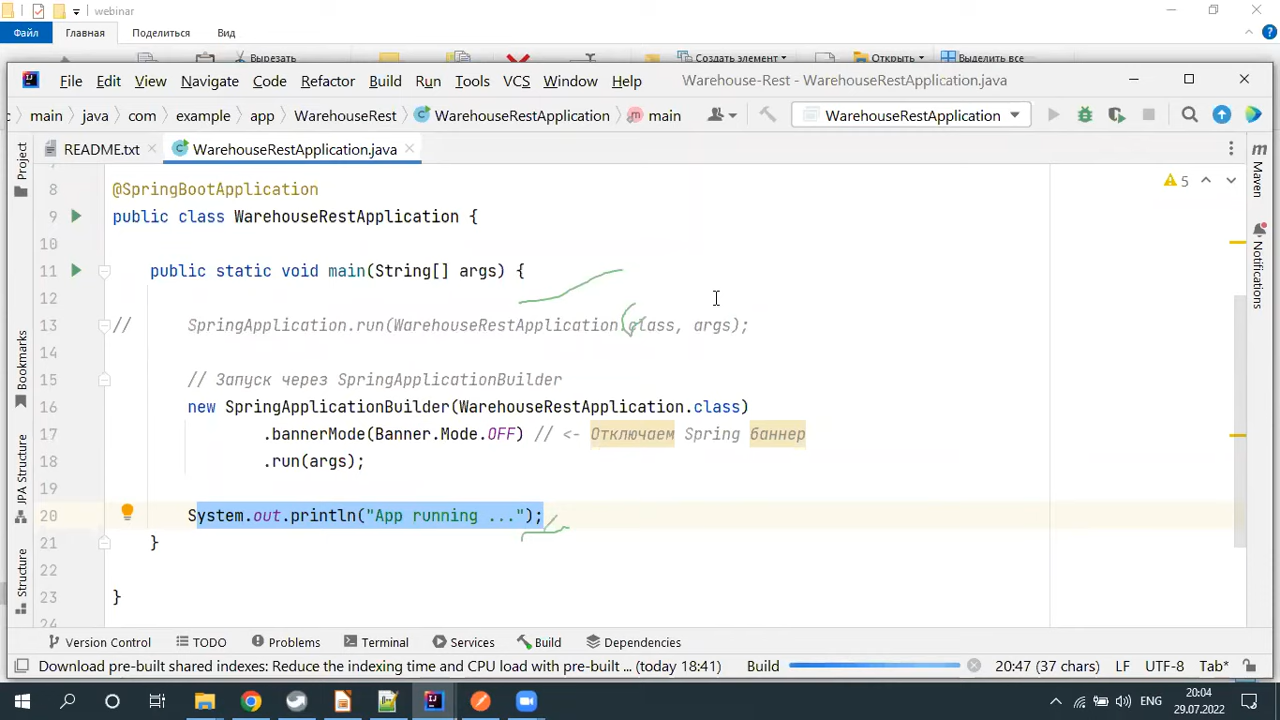 webinar
Файл Главная Поделиться Вид
Вырезать Создать элемент Открыть Выделить все
File Edit View Navigate Code Refactor Build Run Tools VCS Window Help Warehouse-Rest - WarehouseRestApplication.java
main java com example app WarehouseRest WarehouseRestApplication m main WarehouseRestApplication
README.txt WarehouseRestApplication.java
Project
Bookmarks
JPA Structure
Structure
m Maven
Notifications
5
8 @SpringBootApplication
9 public class WarehouseRestApplication {
10
11 public static void main(String[] args) {
12
13 // SpringApplication.run(WarehouseRestApplication.class, args);
14
15 // Запуск через SpringApplicationBuilder
16 new SpringApplicationBuilder(WarehouseRestApplication.class)
17 .bannerMode(Banner.Mode.OFF) // <- Отключаем Spring баннер
18 .run(args);
19
20 System.out.println("App running ...");
21 }
22
23 }
24
Version Control TODO Problems Terminal Services Build Dependencies
Download pre-built shared indexes: Reduce the indexing time and CPU load with pre-built ... (today 18:41) Build 20:47 (37 chars) LF UTF-8 Tab*
ENG 20:04
29.07.2022